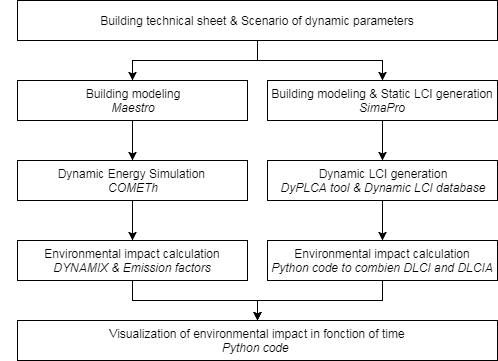 Building technical sheet & Scenario of dynamic parameters
Building modeling
Maestro
Building modeling & Static LCI generation
SimaPro
Dynamic Energy Simulation
COMETh
Dynamic LCI generation
DyPLCA tool & Dynamic LCI database
Environmental impact calculation
DYNAMIX & Emission factors
Environmental impact calculation
Python code to combien DLCI and DLCIA
Visualization of environmental impact in fonction of time
Python code